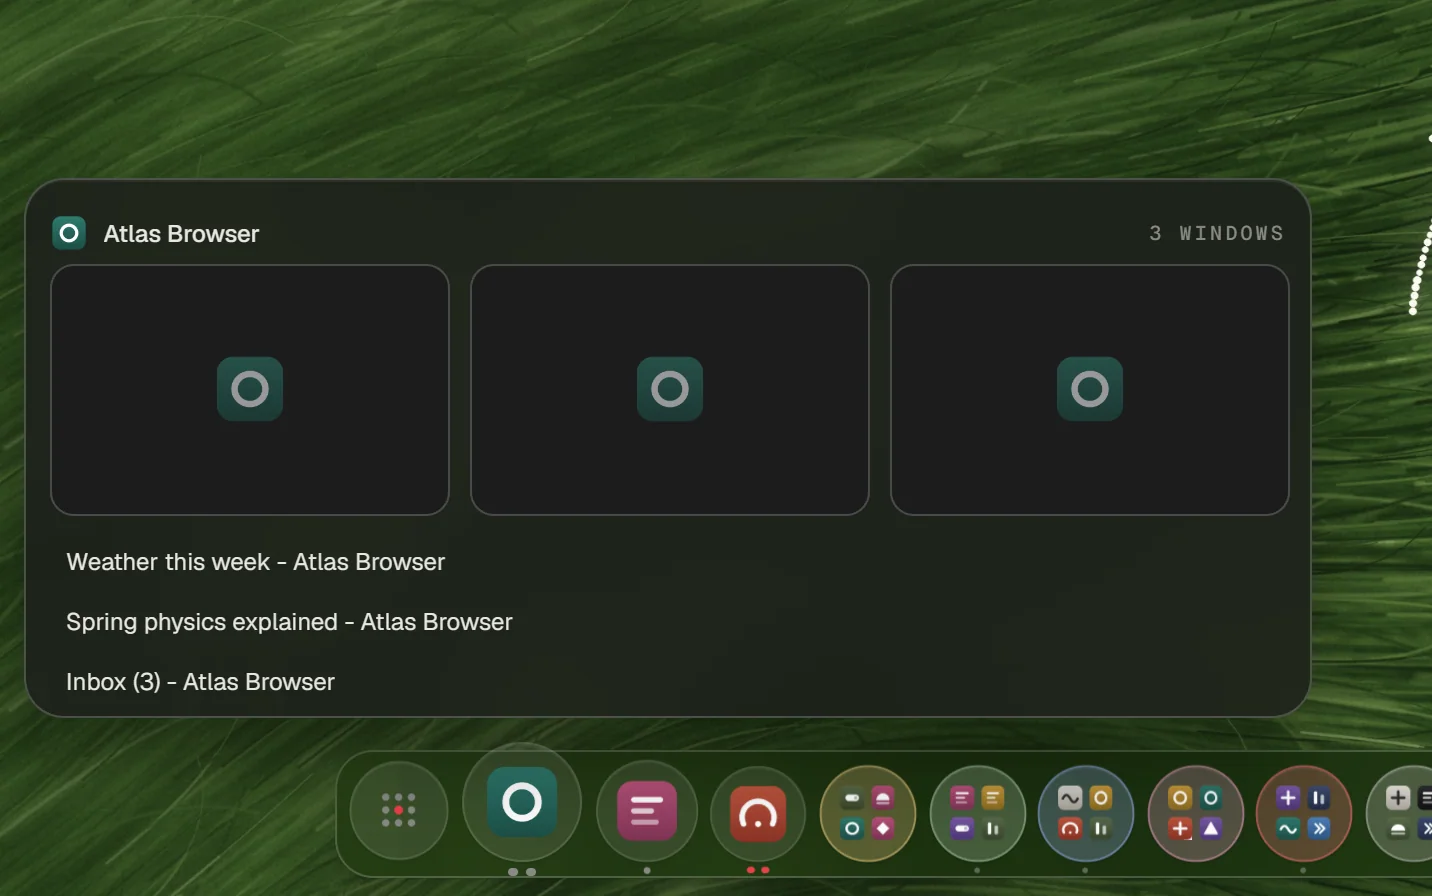 Atlas Browser
3 WINDOWS
Weather this week - Atlas Browser
Spring physics explained - Atlas Browser
Inbox (3) - Atlas Browser